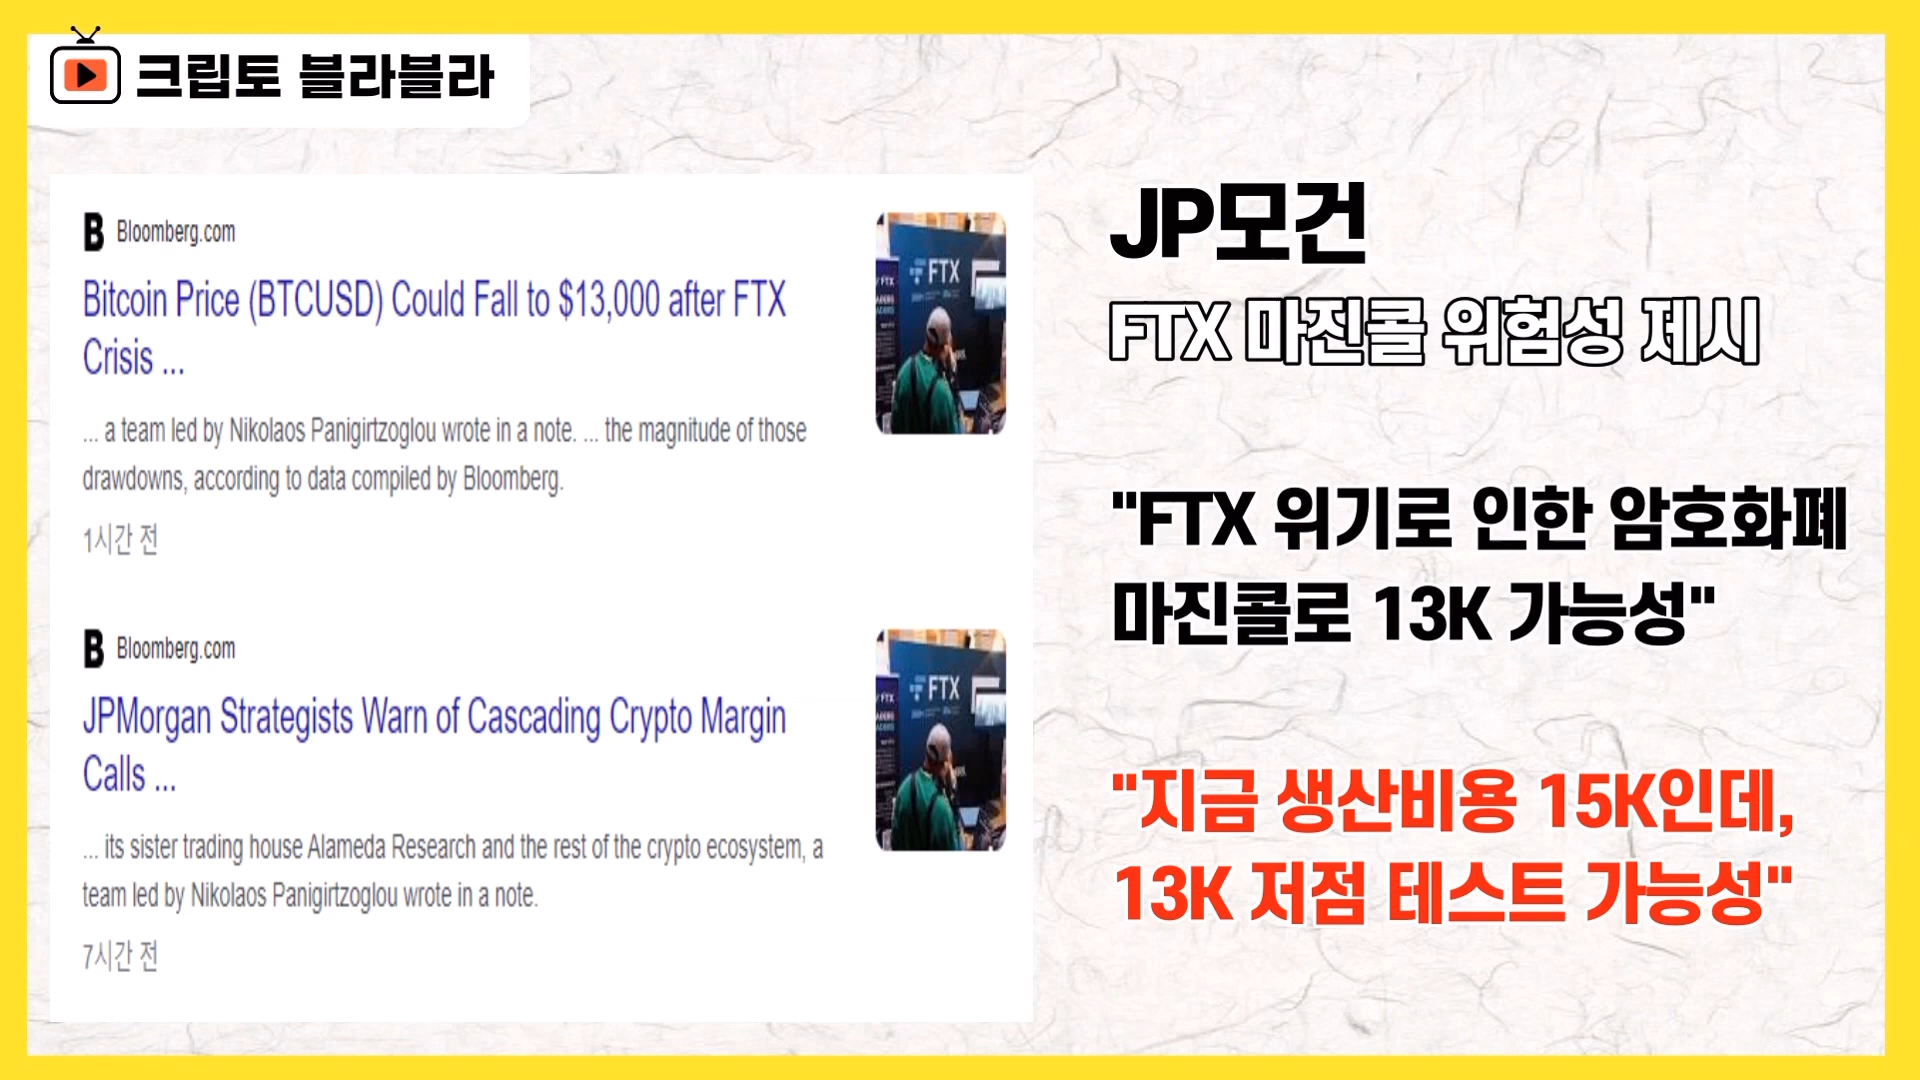 크립토 블라블라
B Bloomberg.com
Bitcoin Price (BTCUSD) Could Fall to $13,000 after FTX
Crisis ...
... a team led by Nikolaos Panigirtzoglou wrote in a note. ... the magnitude of those
drawdowns, according to data compiled by Bloomberg.
1시간 전
FTX
B Bloomberg.com
JPMorgan Strategists Warn of Cascading Crypto Margin
Calls ...
... its sister trading house Alameda Research and the rest of the crypto ecosystem, a
team led by Nikolaos Panigirtzoglou wrote in a note.
7시간 전
FTX
JP모건
FTX 마진콜 위험성 제시
"FTX 위기로 인한 암호화폐
마진콜로 13K 가능성"
"지금 생산비용 15K인데,
13K 저점 테스트 가능성"